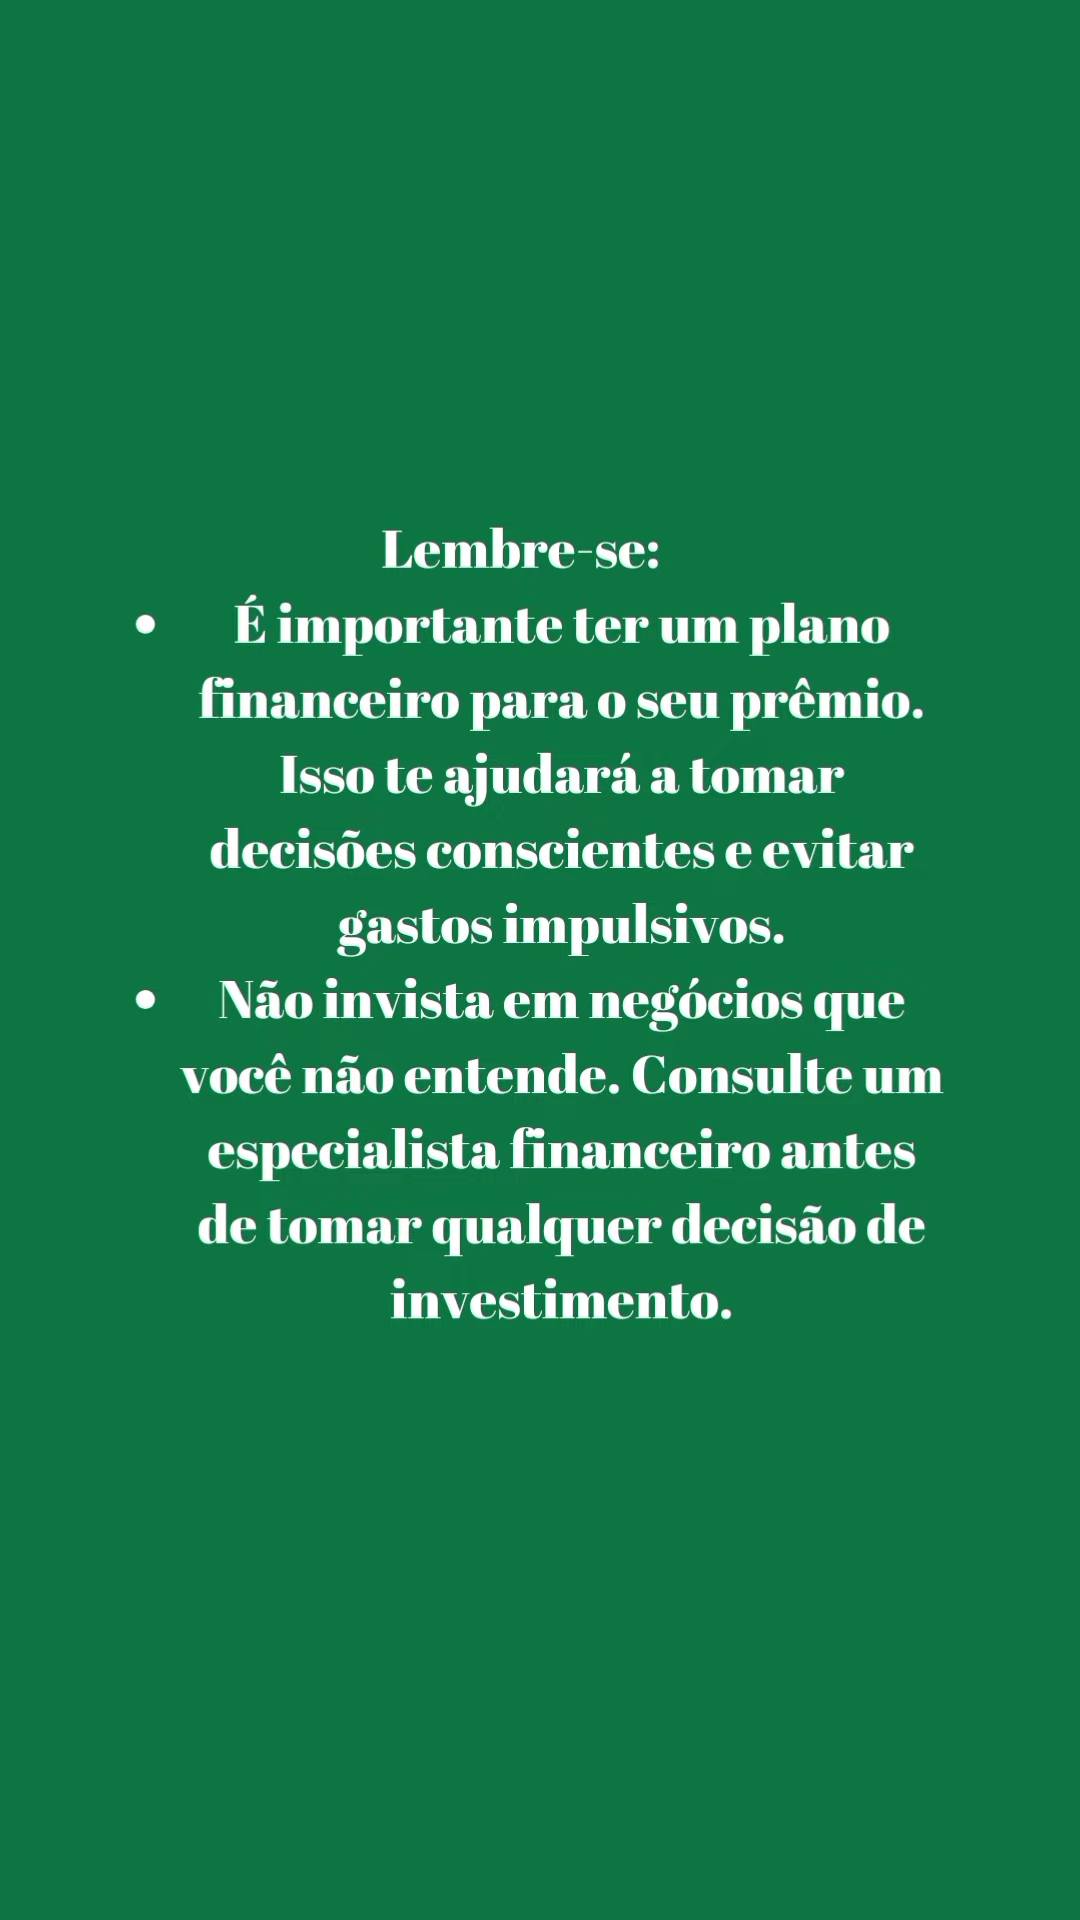 Lembre-se:
• É importante ter um plano
financeiro para o seu prêmio.
Isso te ajudará a tomar
decisões conscientes e evitar
gastos impulsivos.
• Não invista em negócios que
você não entende. Consulte um
especialista financeiro antes
de tomar qualquer decisão de
investimento.